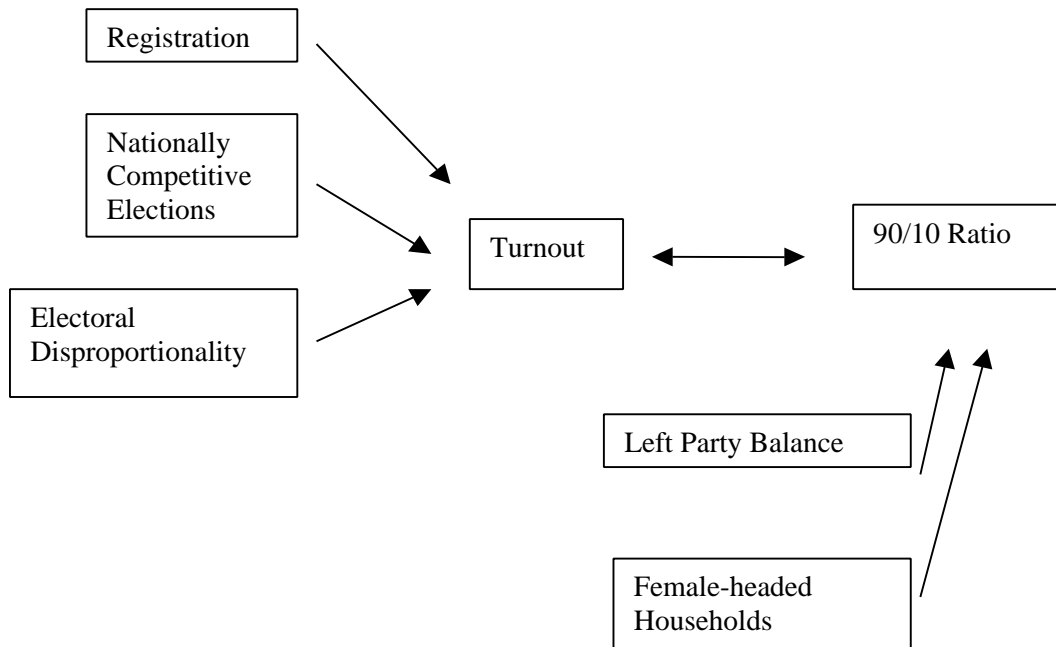 Registration
Nationally
Competitive
Elections
Turnout
90/10 Ratio
Electoral
Disproportionality
Left Party Balance
Female-headed
Households